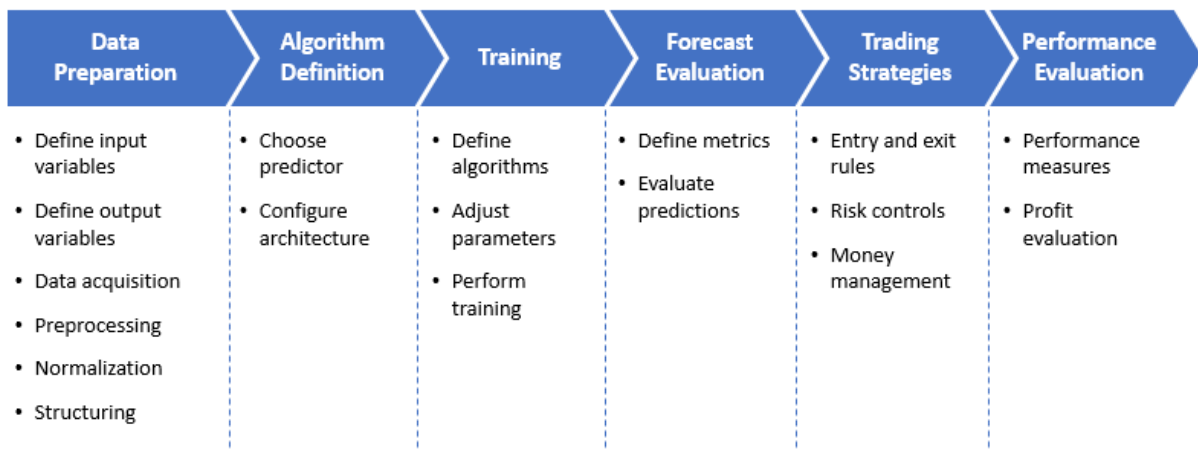 Data
Preparation
Algorithm
Definition
Training
Forecast
Evaluation
Trading
Strategies
Performance
Evaluation
• Define input
variables
• Define output
variables
• Data acquisition
• Preprocessing
• Normalization
• Structuring
• Choose
predictor
• Configure
architecture
• Define
algorithms
• Adjust
parameters
• Perform
training
• Define metrics
• Evaluate
predictions
• Entry and exit
rules
• Risk controls
• Money
management
• Performance
measures
• Profit
evaluation